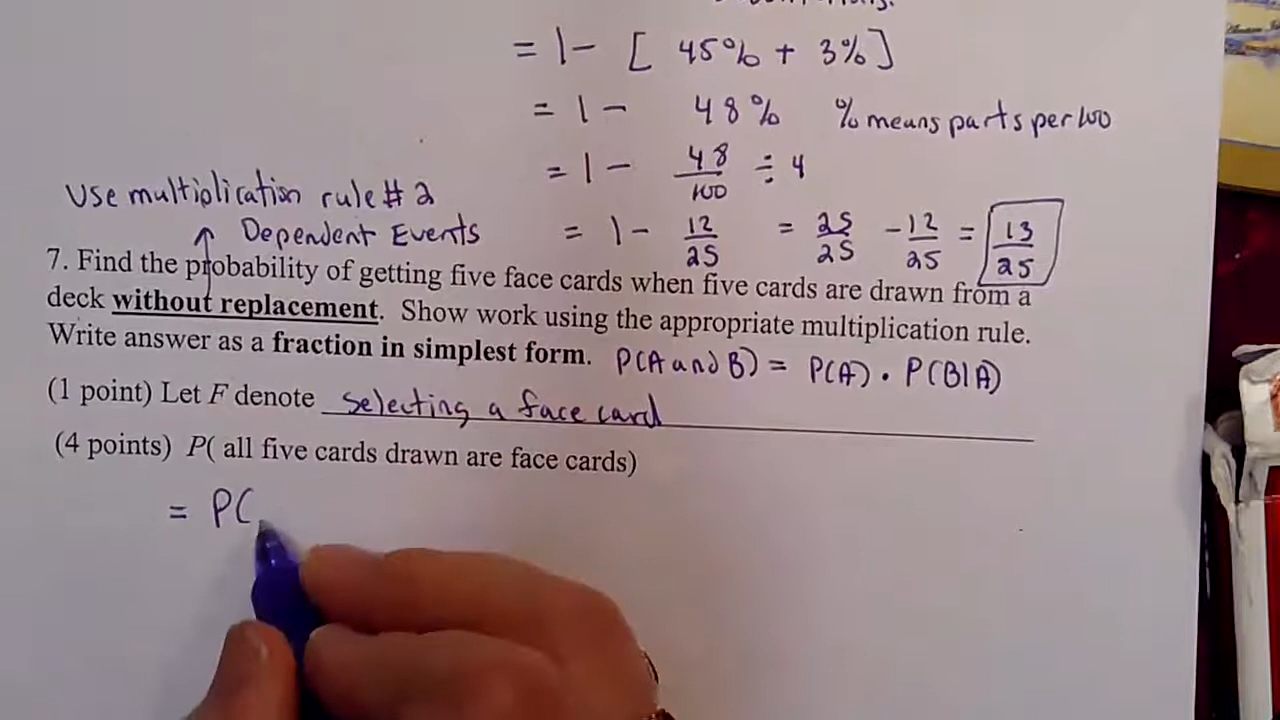 = 1 - [ 45% + 3% ]
= 1 - 48% % means parts per 100
= 1 - 48/100 ÷ 4
Use multiplication rule # 2
Dependent Events
= 1 - 12/25 = 25/25 - 12/25 = 13/25
7. Find the probability of getting five face cards when five cards are drawn from a
deck without replacement. Show work using the appropriate multiplication rule.
Write answer as a fraction in simplest form. P(A and B) = P(A) • P(B|A)
(1 point) Let F denote selecting a face card
(4 points) P( all five cards drawn are face cards)
= P(